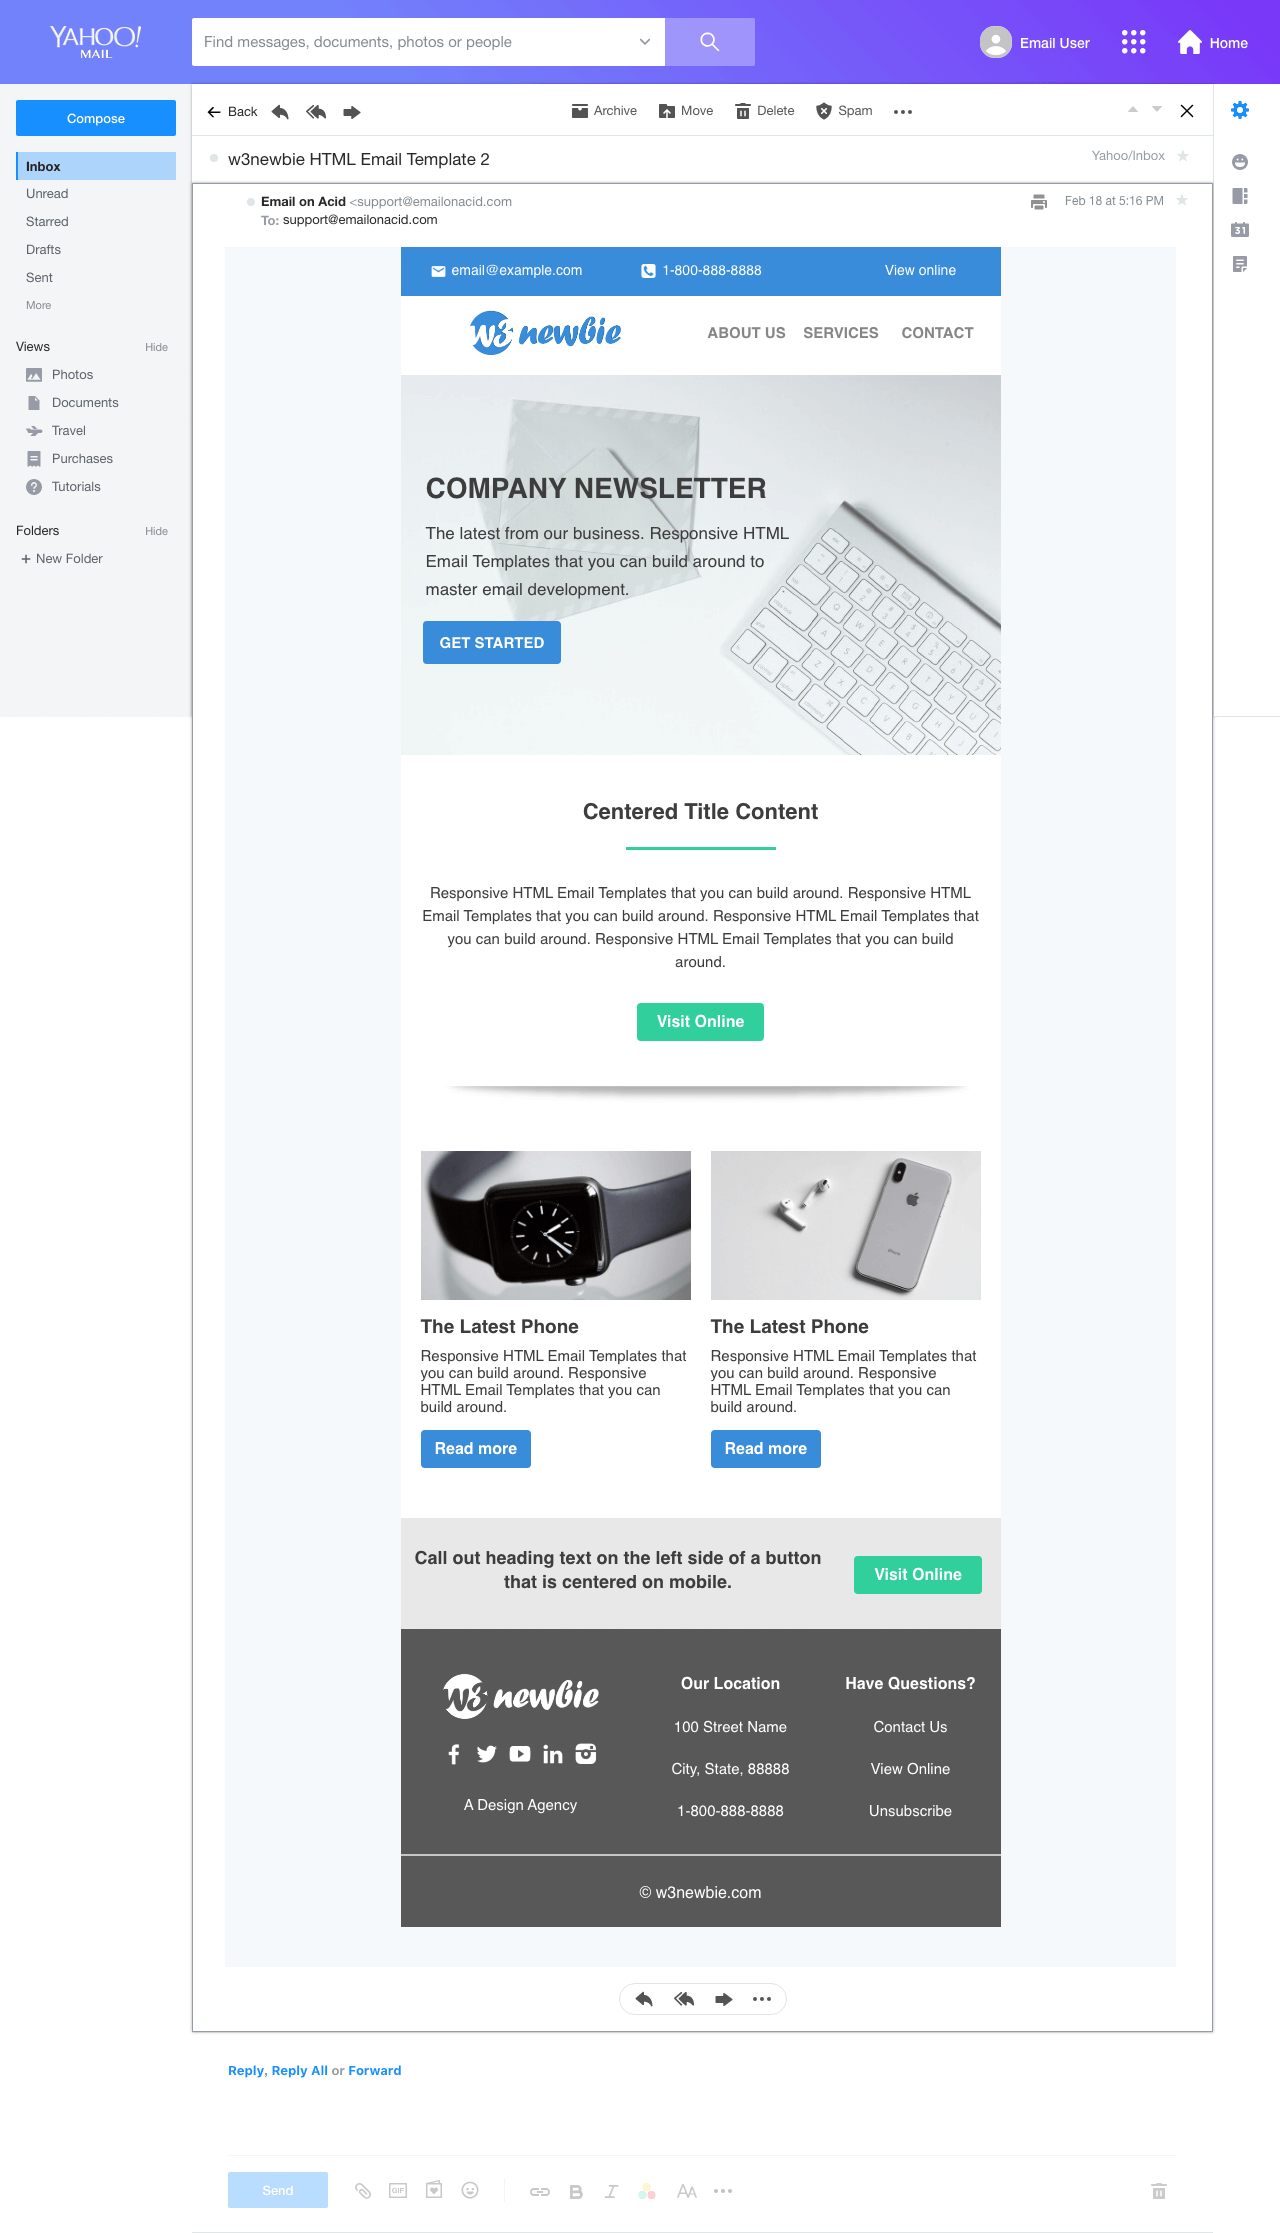 YAHOO!
MAIL
Find messages, documents, photos or people
Email User
Home
Compose
Inbox
Unread
Starred
Drafts
Sent
More
Views
Hide
Photos
Documents
Travel
Purchases
Tutorials
Folders
Hide
+ New Folder
Back
Archive
Move
Delete
Spam
w3newbie HTML Email Template 2
Yahoo/Inbox
Email on Acid <support@emailonacid.com
Feb 18 at 5:16 PM
To: support@emailonacid.com
31
email@example.com
1-800-888-8888
View online
w3 newbie
ABOUT US
SERVICES
CONTACT
COMPANY NEWSLETTER
The latest from our business. Responsive HTML
Email Templates that you can build around to
master email development.
GET STARTED
Centered Title Content
Responsive HTML Email Templates that you can build around. Responsive HTML
Email Templates that you can build around. Responsive HTML Email Templates that
you can build around. Responsive HTML Email Templates that you can build
around.
Visit Online
iPhone
The Latest Phone
Responsive HTML Email Templates that
you can build around. Responsive
HTML Email Templates that you can
build around.
Read more
The Latest Phone
Responsive HTML Email Templates that
you can build around. Responsive
HTML Email Templates that you can
build around.
Read more
Call out heading text on the left side of a button
that is centered on mobile.
Visit Online
w3 newbie
A Design Agency
Our Location
100 Street Name
City, State, 88888
1-800-888-8888
Have Questions?
Contact Us
View Online
Unsubscribe
© w3newbie.com
Reply, Reply All or Forward
Send
GIF
B
I
AA